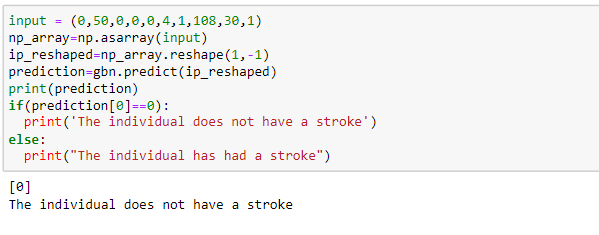 input = (0,50,0,0,0,4,1,108,30,1)
np_array=np.asarray(input)
ip_reshaped=np_array.reshape(1,-1)
prediction=gbn.predict(ip_reshaped)
print(prediction)
if(prediction[0]==0):
  print('The individual does not have a stroke')
else:
  print("The individual has had a stroke")
[0]
The individual does not have a stroke